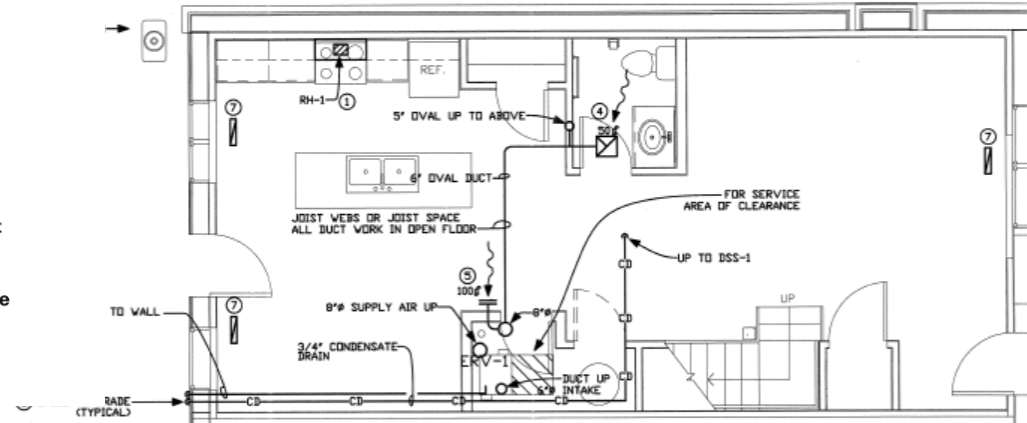 REF.
RH-1
1
7
5" OVAL UP TO ABOVE
4
50¢
7
6" OVAL DUCT
FOR SERVICE
AREA OF CLEARANCE
JOIST WEBS OR JOIST SPACE
ALL DUCT WORK IN OPEN FLOOR
UP TO DSS-1
5
100¢
7
TO WALL
8"ø SUPPLY AIR UP
8"ø
UP
3/4" CONDENSATE
DRAIN
ERV-1
DUCT UP
6"ø INTAKE
CD
CD
CD
CD
CD
CD
CD
RADE
(TYPICAL)